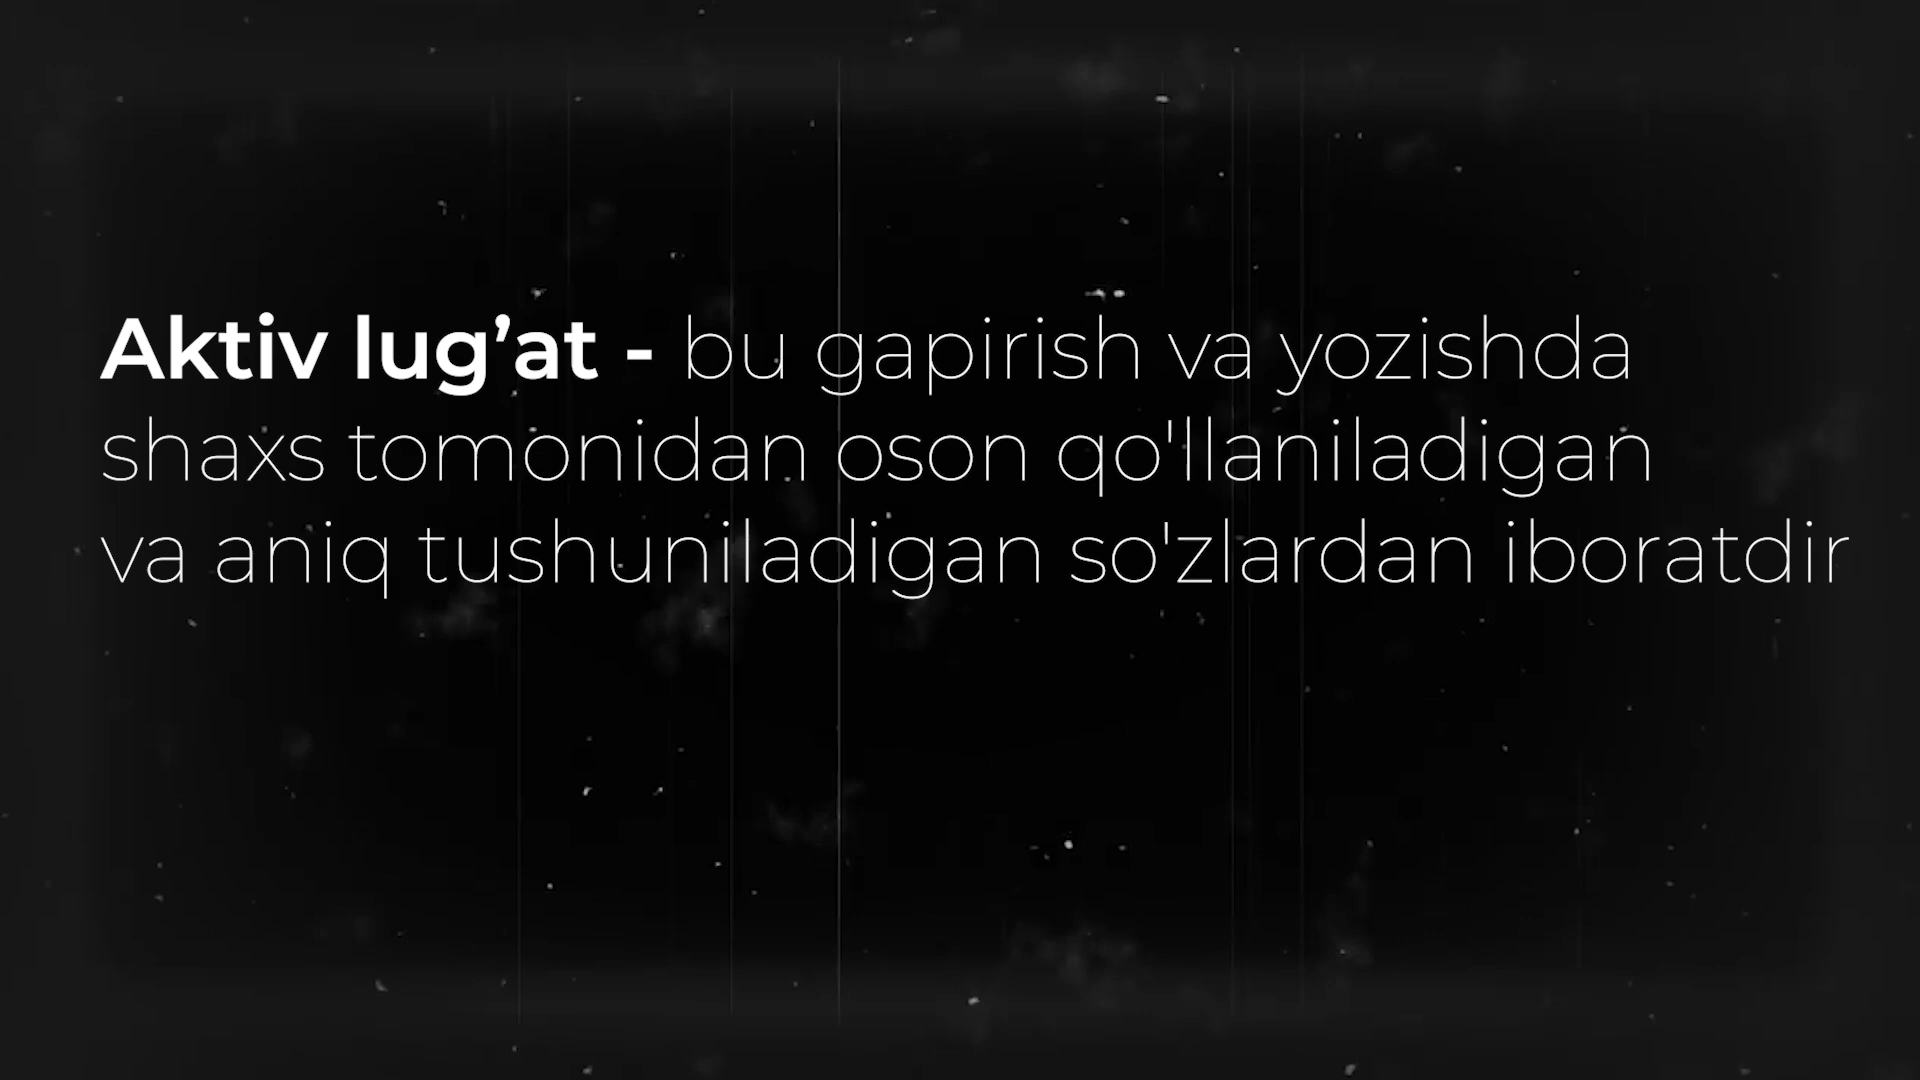 Aktiv lug’at - bu gapirish va yozishda
shaxs tomonidan oson qo'llaniladigan
va aniq tushuniladigan so'zlardan iboratdir